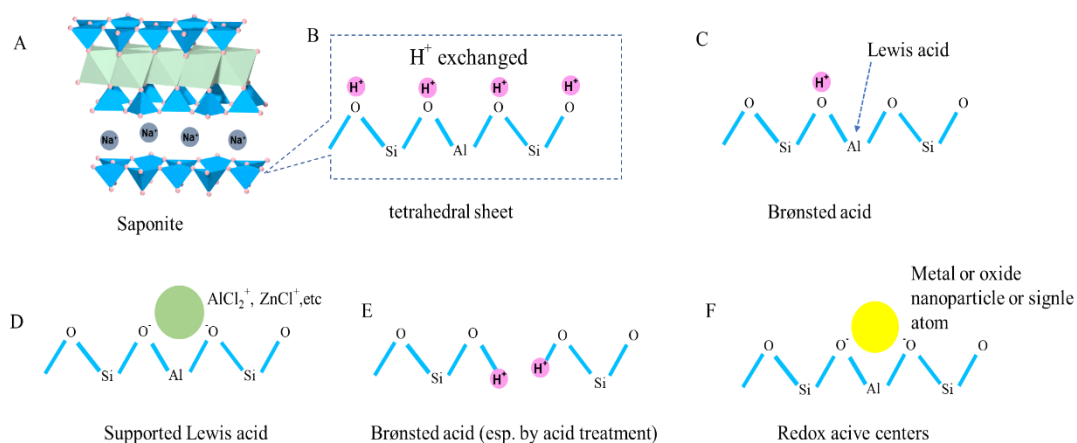 A
Na⁺ Na⁺ Na⁺ Na⁺
Saponite
B
H⁺ exchanged
H⁺ H⁺ H⁺ H⁺
O O O O
Si Al Si
tetrahedral sheet
C
Lewis acid
H⁺
O O O O
Si Al Si
Brønsted acid
D
AlCl₂⁺, ZnCl⁺,etc
O O⁻ ⁻O O
Si Al Si
Supported Lewis acid
E
O O O O
H⁺ H⁺
Si Si
Brønsted acid (esp. by acid treatment)
F
Metal or oxide
nanoparticle or signle
atom
O O⁻ ⁻O O
Si Al Si
Redox acive centers